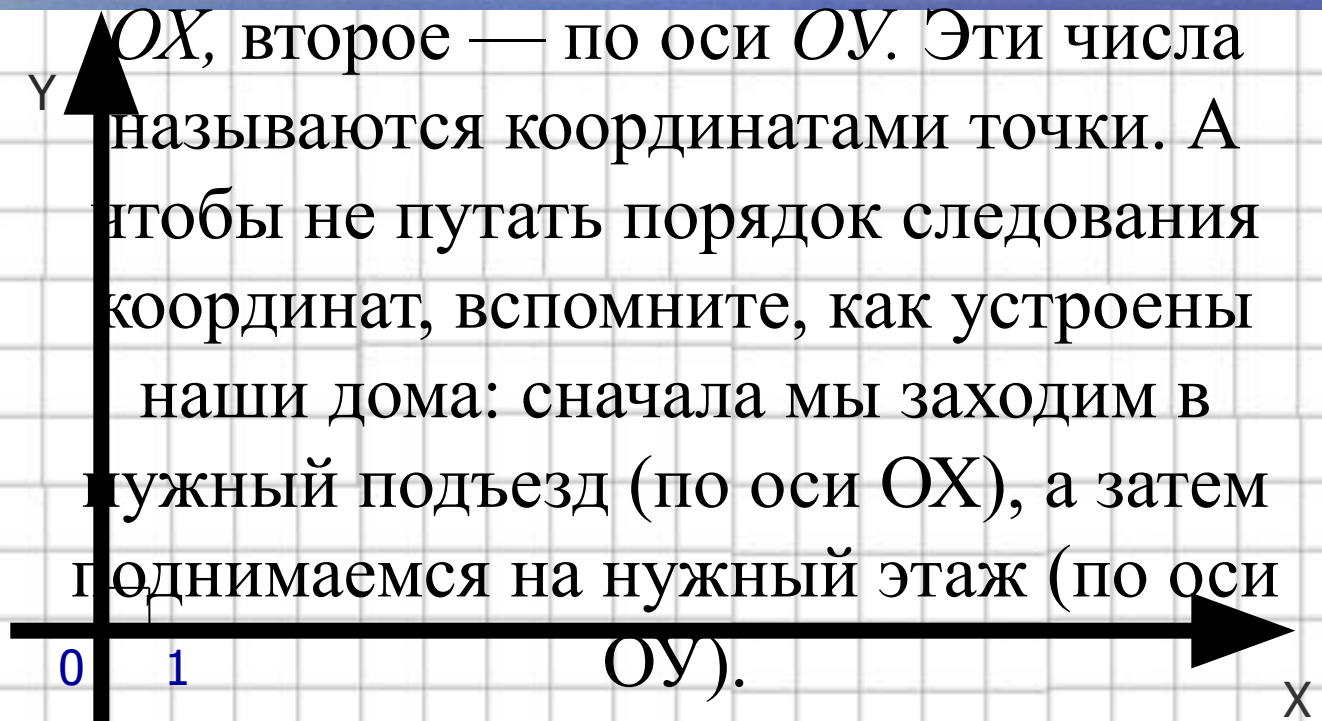 ОХ, второе — по оси ОУ. Эти числа
Y
называются координатами точки. А
чтобы не путать порядок следования
координат, вспомните, как устроены
наши дома: сначала мы заходим в
нужный подъезд (по оси ОХ), а затем
поднимаемся на нужный этаж (по оси
ОУ).
0 1
X